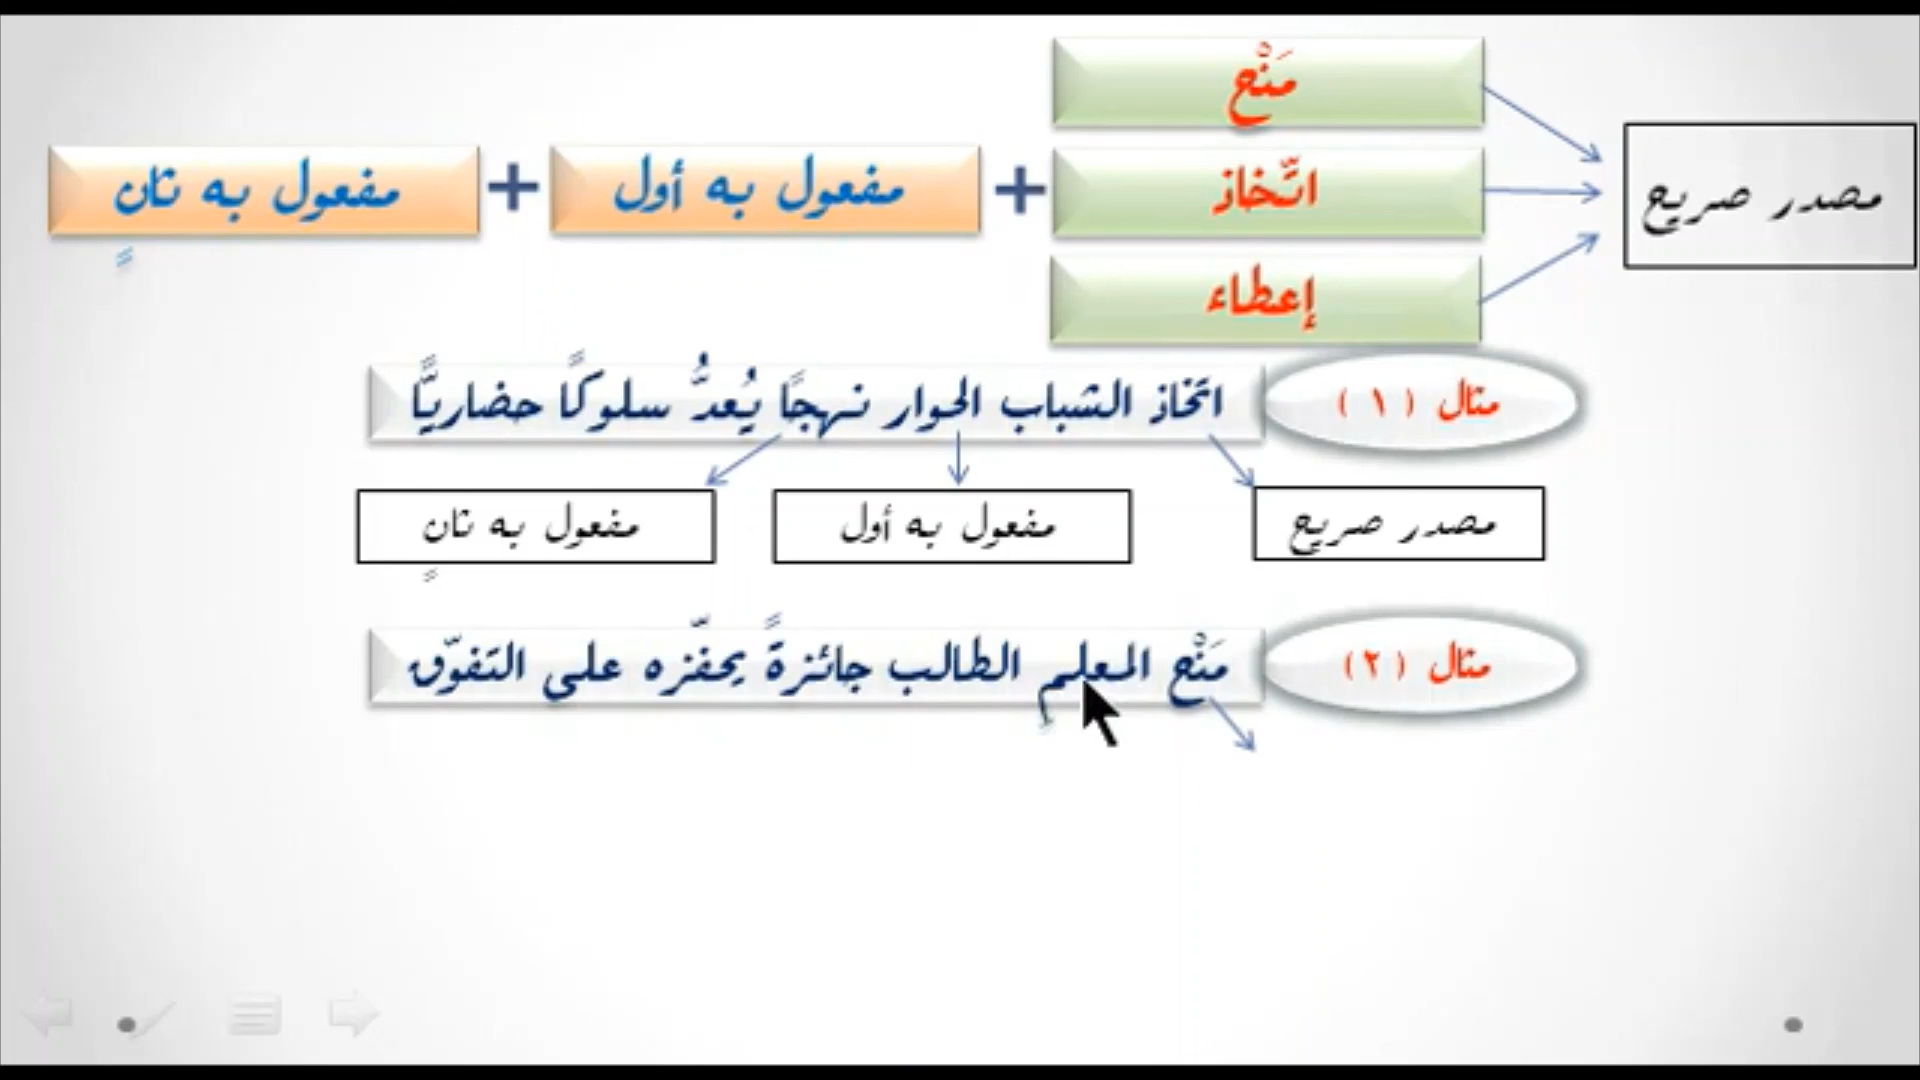 مَنْح
مصدر صريح
اتّخاذ + مفعول به أول + مفعول به ثانٍ
إعطاء
مثال ( ١ ) اتخاذ الشباب الحوار نهجًا يُعدُّ سلوكًا حضاريًّا
مصدر صريح مفعول به أول مفعول به ثانٍ
مثال ( ٢ ) مَنْح المعلمِ الطالب جائزةً يحفّزه على التفوّق